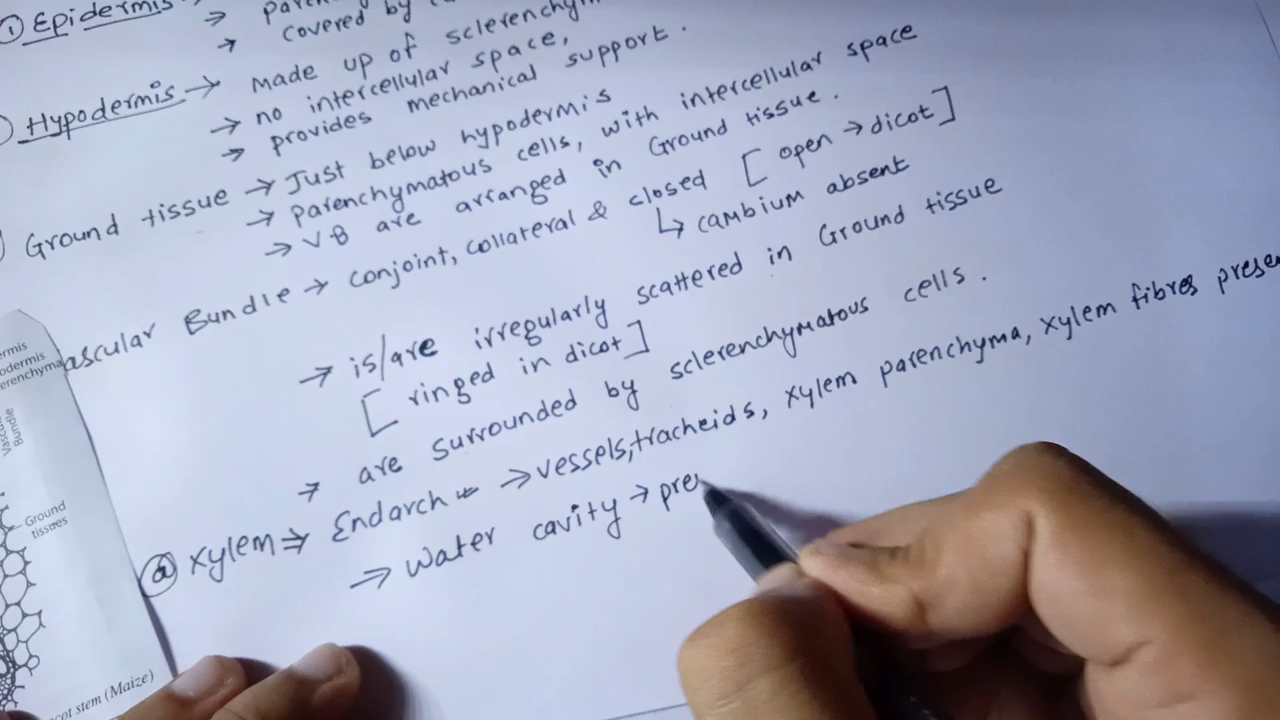 ① Epidermis
→
→ covered by
Hypodermis → Made up of sclerenchym
→ no intercellular space,
→ provides mechanical support.
Ground tissue → Just below hypodermis
→ parenchymatous cells, with intercellular space
→ VB are arranged in Ground tissue.
ascular Bundle → conjoint, collateral & closed [open → dicot]
↳ cambium absent
→ is/are irregularly scattered in Ground tissue
[ringed in dicot]
→ are surrounded by sclerenchymatous cells.
ⓐ Xylem ⇒ Endarch → vessels, tracheids, xylem parenchyma, xylem fibres prese
⇒ Water cavity → pre
ermis
odermis
erenchyma
Bundle
Ground
tissues
cot stem (Maize)